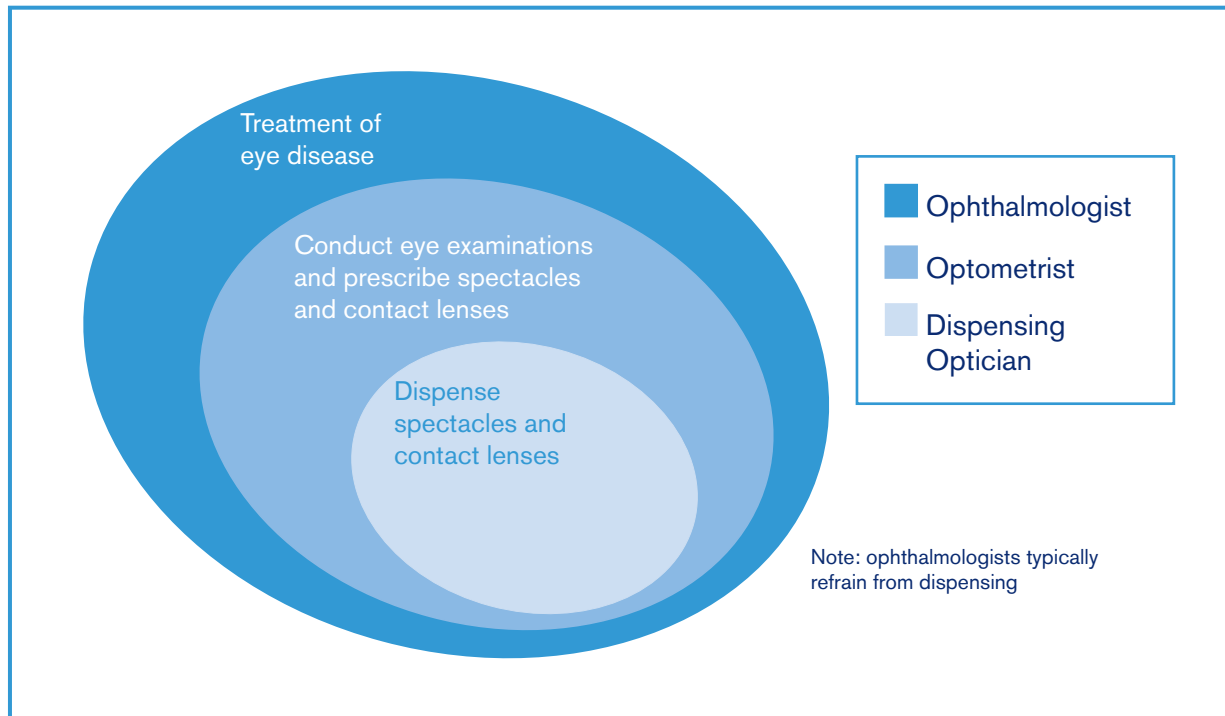 Treatment of
eye disease
Conduct eye examinations
and prescribe spectacles
and contact lenses
Dispense
spectacles and
contact lenses
Ophthalmologist
Optometrist
Dispensing
Optician
Note: ophthalmologists typically
refrain from dispensing